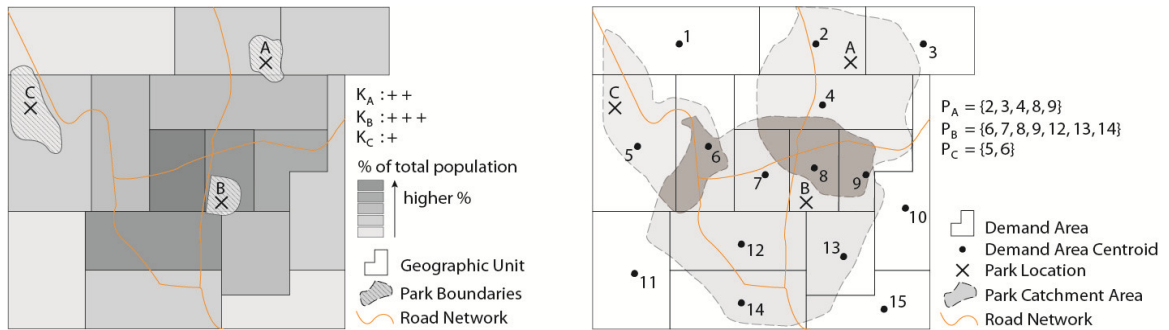 A
C
B
K_A : + +
K_B : + + +
K_C : +
% of total population
higher %
Geographic Unit
Park Boundaries
Road Network
1
2
A
3
C
4
5
6
7
B
8
9
10
11
12
13
14
15
P_A = {2, 3, 4, 8, 9}
P_B = {6, 7, 8, 9, 12, 13, 14}
P_C = {5, 6}
Demand Area
Demand Area Centroid
Park Location
Park Catchment Area
Road Network